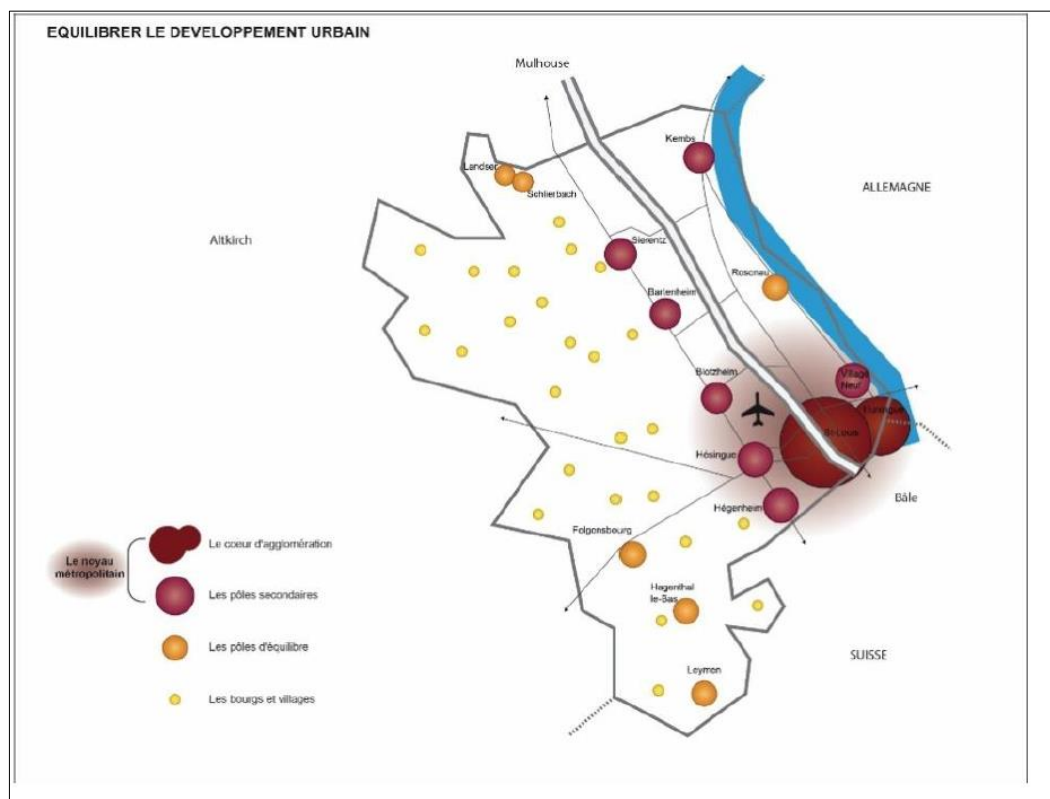 EQUILIBRER LE DEVELOPPEMENT URBAIN
Mulhouse
Kembs
Landser
Schlierbach
ALLEMAGNE
Altkirch
Sierentz
Rosenau
Bartenheim
Blotzheim
Village
Neuf
Huningue
St-Louis
Hésingue
Bâle
Hégenheim
Folgensbourg
Hagenthal
le-Bas
SUISSE
Leymen
Le noyau
métropolitain
Le coeur d'agglomération
Les pôles secondaires
Les pôles d'équilibre
Les bourgs et villages